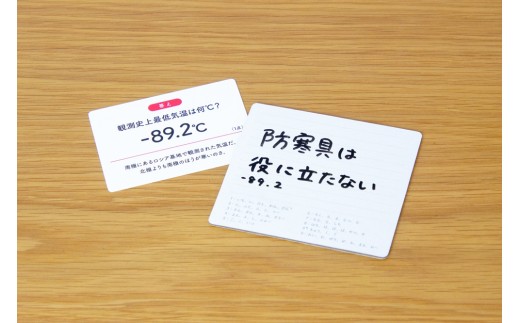 答え
観測史上最低気温は何℃?
-89.2℃
南極にあるロシア基地で観測された気温だ。
北極よりも南極のほうが寒いのさ。
防寒具は
役に立たない
-89.2